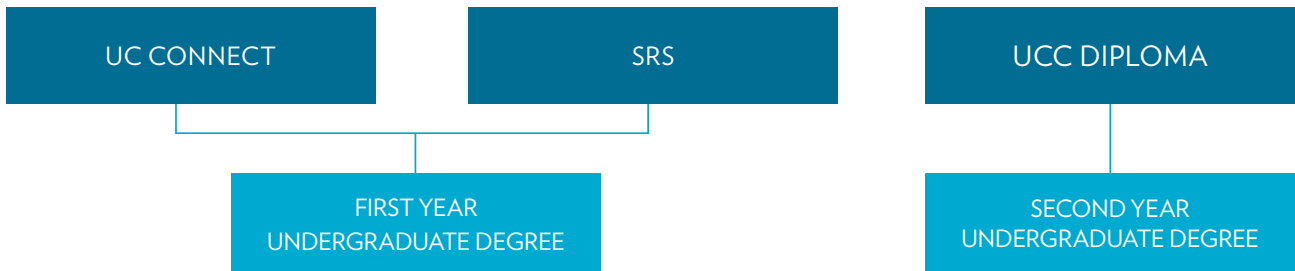 UC CONNECT
SRS
UCC DIPLOMA
FIRST YEAR
UNDERGRADUATE DEGREE
SECOND YEAR
UNDERGRADUATE DEGREE